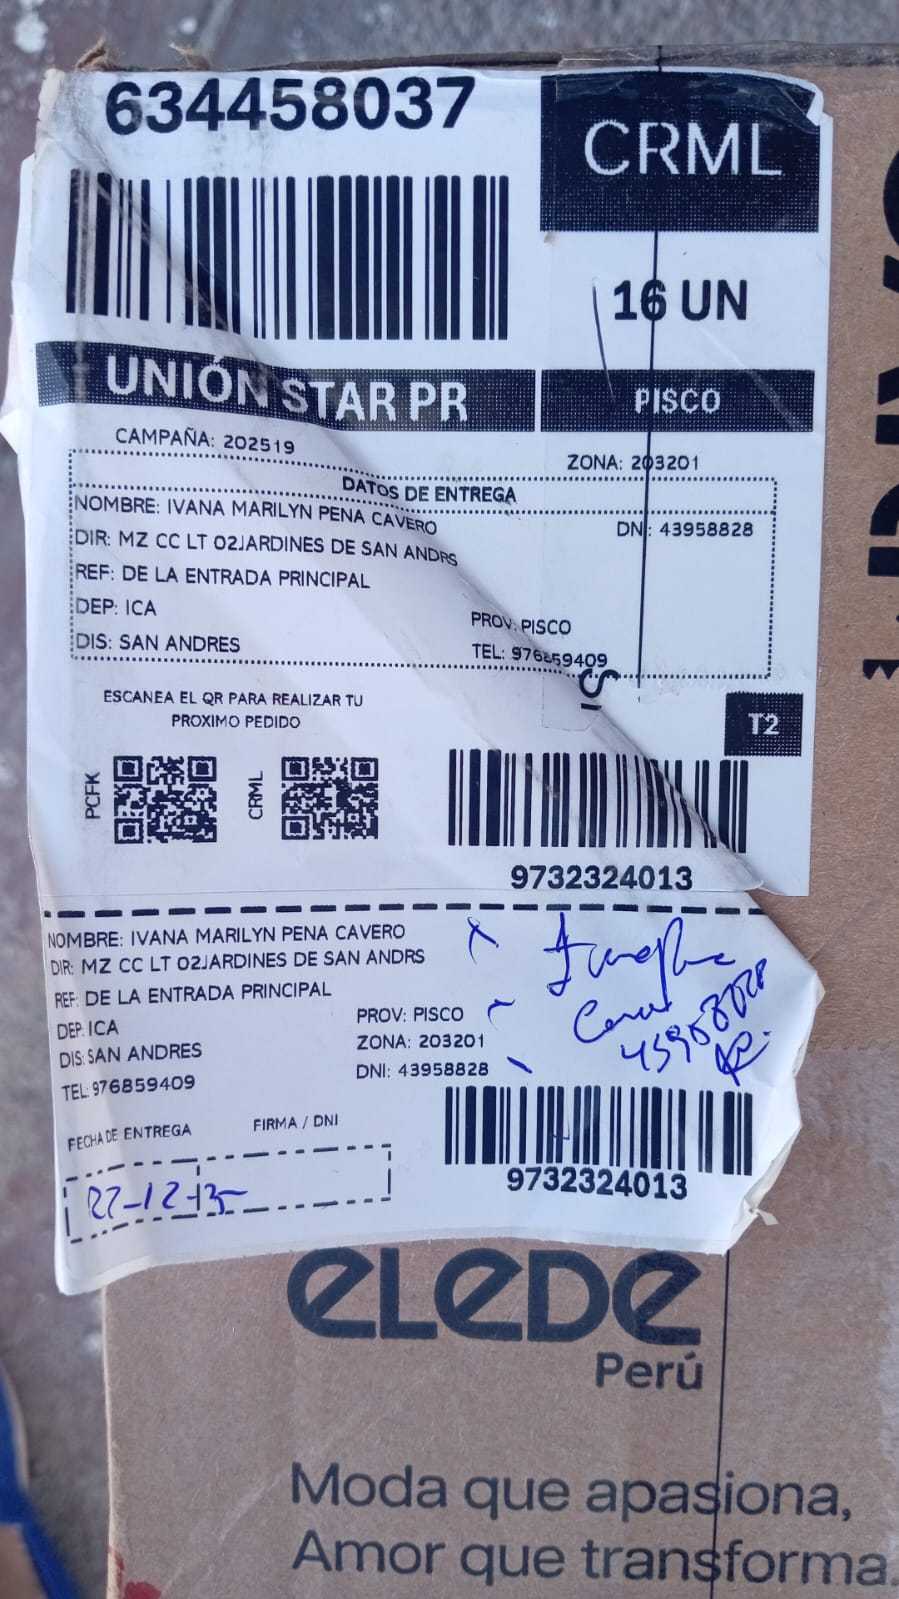 634458037
CRML
16 UN
UNIÓN STAR PR
PISCO
CAMPAÑA: 202519
ZONA: 203201
DATOS DE ENTREGA
NOMBRE: IVANA MARILYN PENA CAVERO
DNI: 43958828
DIR: MZ CC LT 02JARDINES DE SAN ANDRS
REF: DE LA ENTRADA PRINCIPAL
DEP: ICA
PROV: PISCO
DIS: SAN ANDRES
TEL: 976859409
ESCANEA EL QR PARA REALIZAR TU
PROXIMO PEDIDO
T2
PCFK
CRML
9732324013
NOMBRE: IVANA MARILYN PENA CAVERO
DIR: MZ CC LT 02JARDINES DE SAN ANDRS
REF: DE LA ENTRADA PRINCIPAL
DEP: ICA
PROV: PISCO
DIS: SAN ANDRES
ZONA: 203201
TEL: 976859409
DNI: 43958828
FECHA DE ENTREGA
FIRMA / DNI
9732324013
eLeDe
Perú
Moda que apasiona,
Amor que transforma.